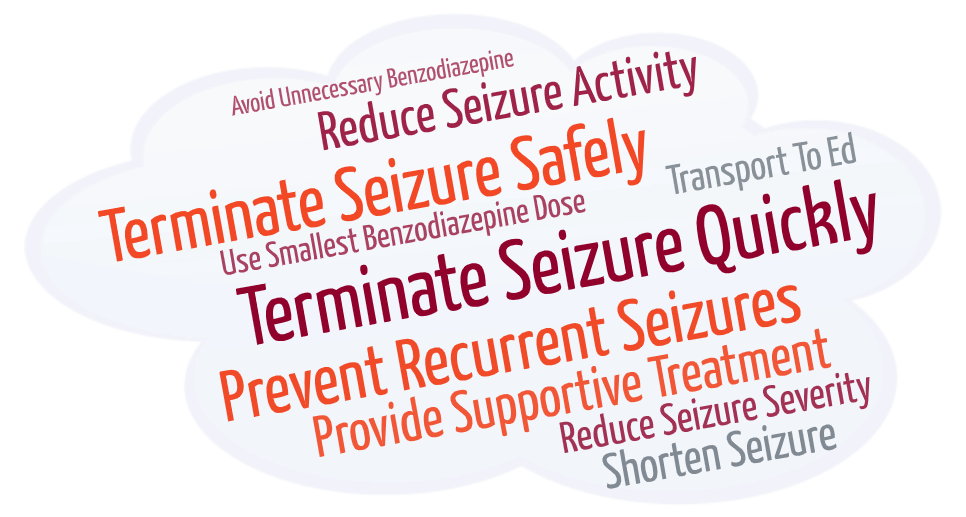 Avoid Unnecessary Benzodiazepine
Reduce Seizure Activity
Terminate Seizure Safely
Transport To Ed
Use Smallest Benzodiazepine Dose
Terminate Seizure Quickly
Prevent Recurrent Seizures
Provide Supportive Treatment
Reduce Seizure Severity
Shorten Seizure